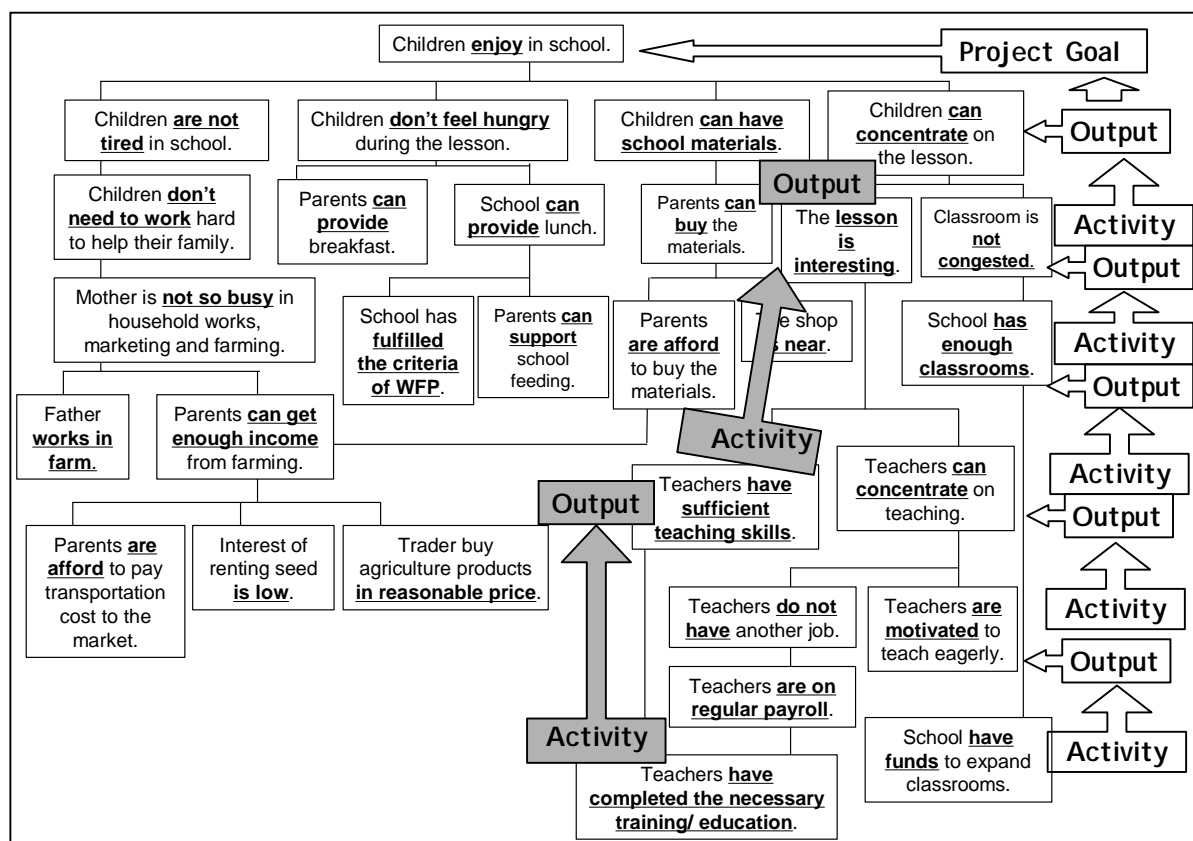 Children enjoy in school.
Project Goal
Children are not
tired in school.
Children don't feel hungry
during the lesson.
Children can have
school materials.
Children can
concentrate on
the lesson.
Output
Children don't
need to work hard
to help their family.
Parents can
provide
breakfast.
School can
provide lunch.
Parents can
buy the
materials.
Output
The lesson
is
interesting.
Classroom is
not
congested.
Activity
Output
Mother is not so busy in
household works,
marketing and farming.
School has
fulfilled
the criteria
of WFP.
Parents can
support
school
feeding.
Parents
are afford
to buy the
materials.
shop
near.
School has
enough
classrooms.
Activity
Output
Father
works in
farm.
Parents can get
enough income
from farming.
Activity
Teachers can
concentrate on
teaching.
Activity
Output
Output
Teachers have
sufficient
teaching skills.
Parents are
afford to pay
transportation
cost to the
market.
Interest of
renting seed
is low.
Trader buy
agriculture products
in reasonable price.
Teachers do not
have another job.
Teachers are
motivated to
teach eagerly.
Activity
Output
Teachers are on
regular payroll.
Activity
School have
funds to expand
classrooms.
Activity
Teachers have
completed the necessary
training/ education.